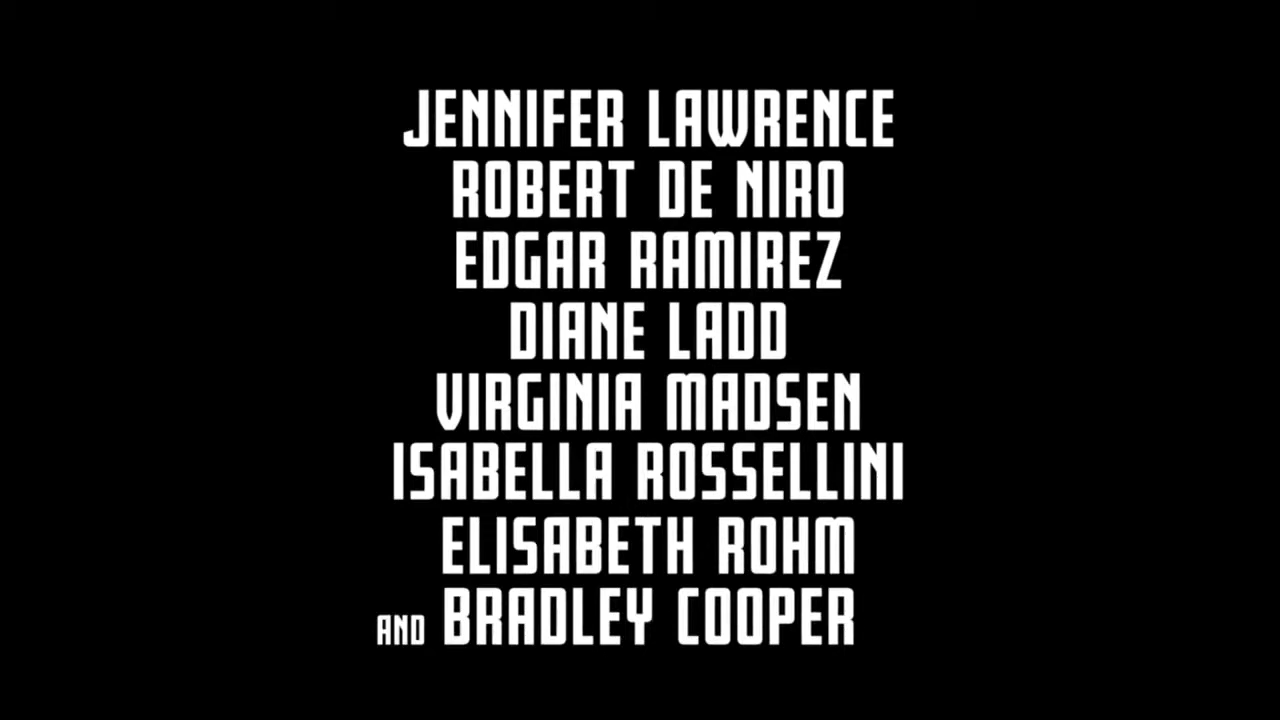 JENNIFER LAWRENCE
ROBERT DE NIRO
EDGAR RAMIREZ
DIANE LADD
VIRGINIA MADSEN
ISABELLA ROSSELLINI
ELISABETH ROHM
AND BRADLEY COOPER